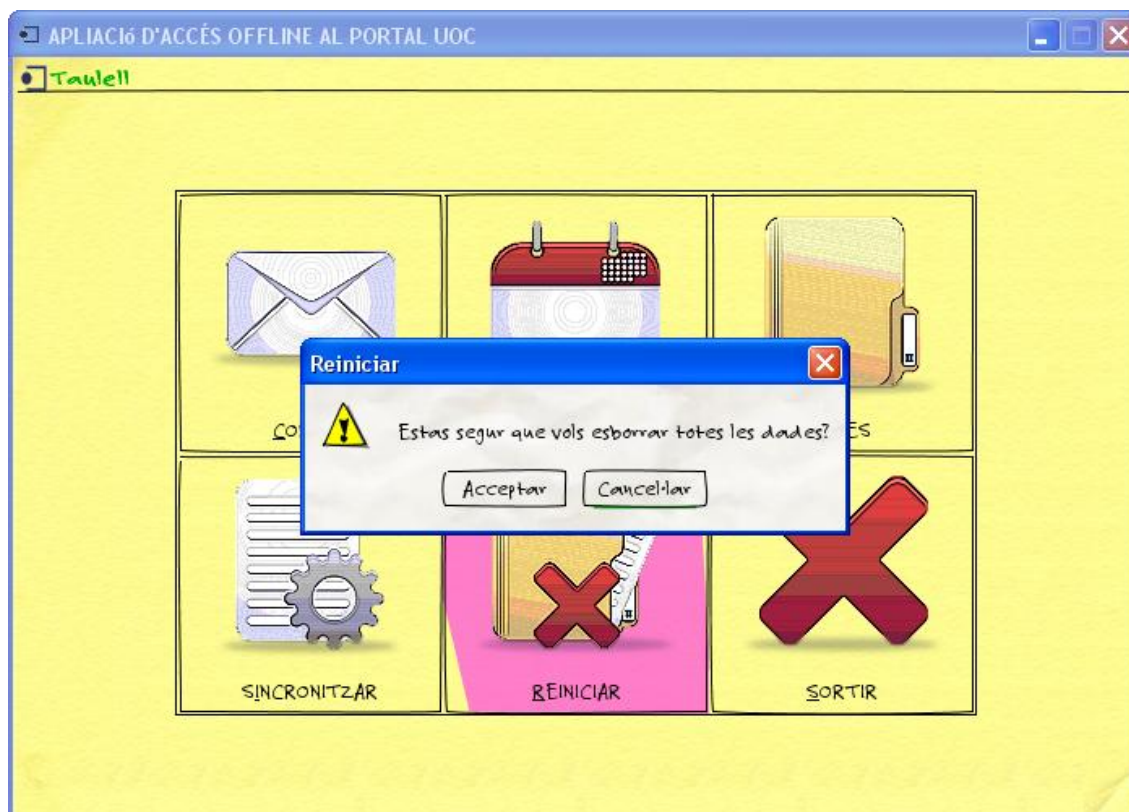 APLIACIó D'ACCÉS OFFLINE AL PORTAL UOC
Taulell
Reiniciar
Estas segur que vols esborrar totes les dades?
Acceptar Cancel·lar
SINCRONITZAR REINICIAR SORTIR